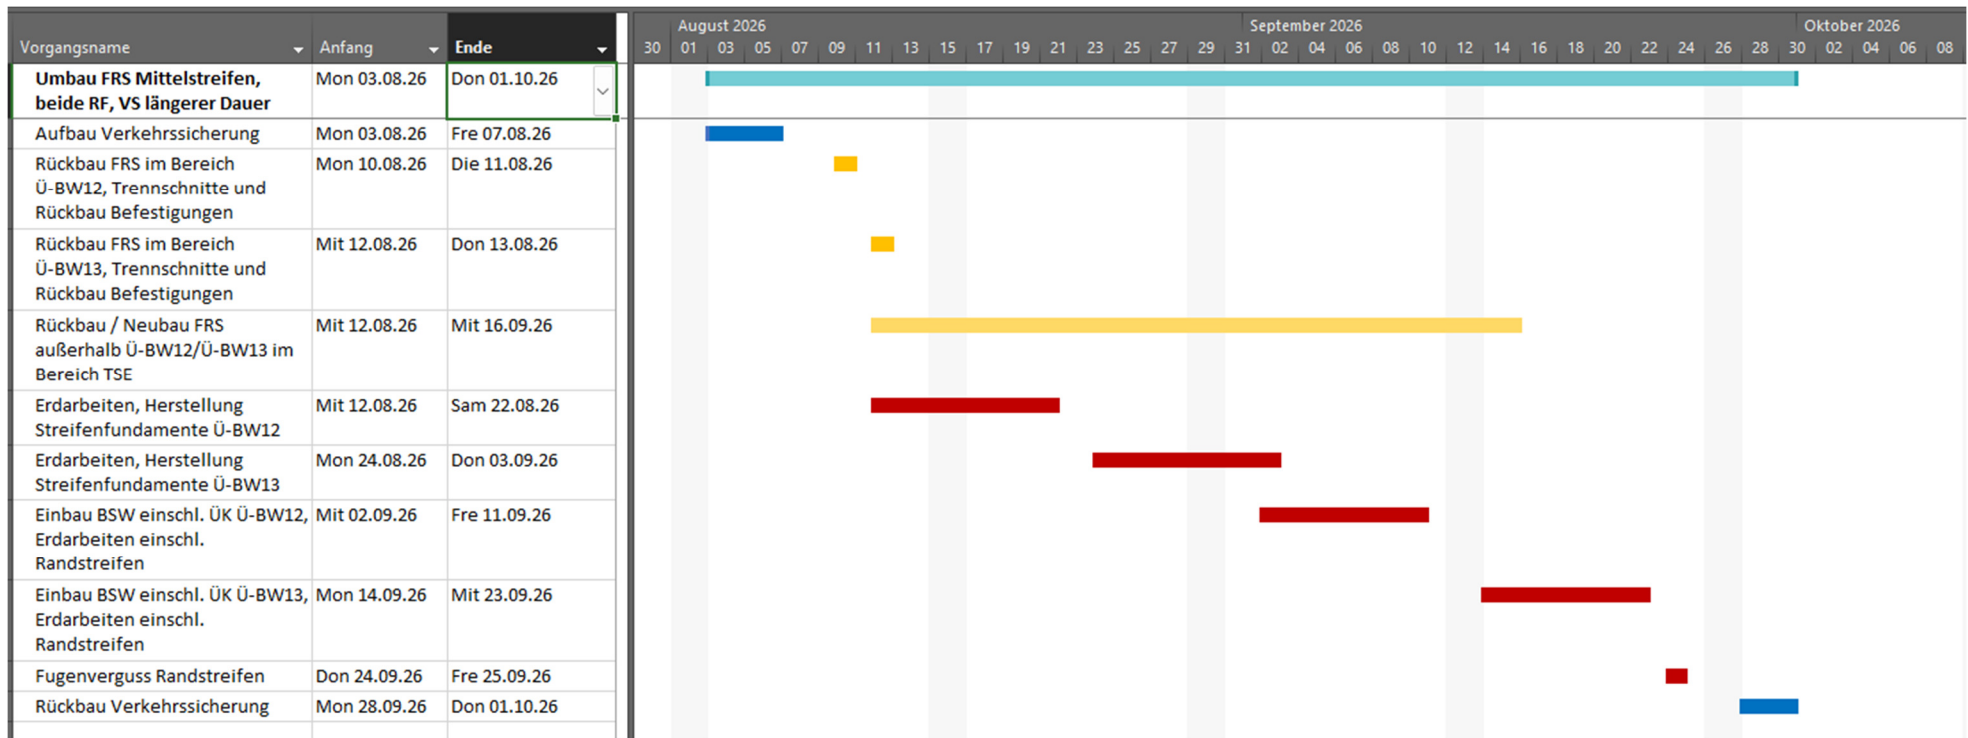 August 2026 September 2026 Oktober 2026
Vorgangsname Anfang Ende 30 01 03 05 07 09 11 13 15 17 19 21 23 25 27 29 31 02 04 06 08 10 12 14 16 18 20 22 24 26 28 30 02 04 06 08
Umbau FRS Mittelstreifen, Mon 03.08.26 Don 01.10.26
beide RF, VS längerer Dauer
Aufbau Verkehrssicherung Mon 03.08.26 Fre 07.08.26
Rückbau FRS im Bereich Mon 10.08.26 Die 11.08.26
Ü-BW12, Trennschnitte und
Rückbau Befestigungen
Rückbau FRS im Bereich Mit 12.08.26 Don 13.08.26
Ü-BW13, Trennschnitte und
Rückbau Befestigungen
Rückbau / Neubau FRS Mit 12.08.26 Mit 16.09.26
außerhalb Ü-BW12/Ü-BW13 im
Bereich TSE
Erdarbeiten, Herstellung Mit 12.08.26 Sam 22.08.26
Streifenfundamente Ü-BW12
Erdarbeiten, Herstellung Mon 24.08.26 Don 03.09.26
Streifenfundamente Ü-BW13
Einbau BSW einschl. ÜK Ü-BW12, Mit 02.09.26 Fre 11.09.26
Erdarbeiten einschl.
Randstreifen
Einbau BSW einschl. ÜK Ü-BW13, Mon 14.09.26 Mit 23.09.26
Erdarbeiten einschl.
Randstreifen
Fugenverguss Randstreifen Don 24.09.26 Fre 25.09.26
Rückbau Verkehrssicherung Mon 28.09.26 Don 01.10.26